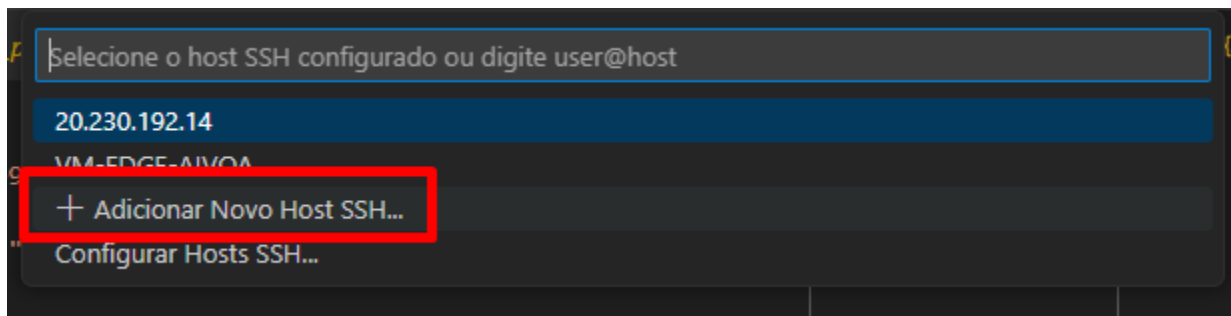 Selecione o host SSH configurado ou digite user@host
20.230.192.14
+ Adicionar Novo Host SSH...
Configurar Hosts SSH...